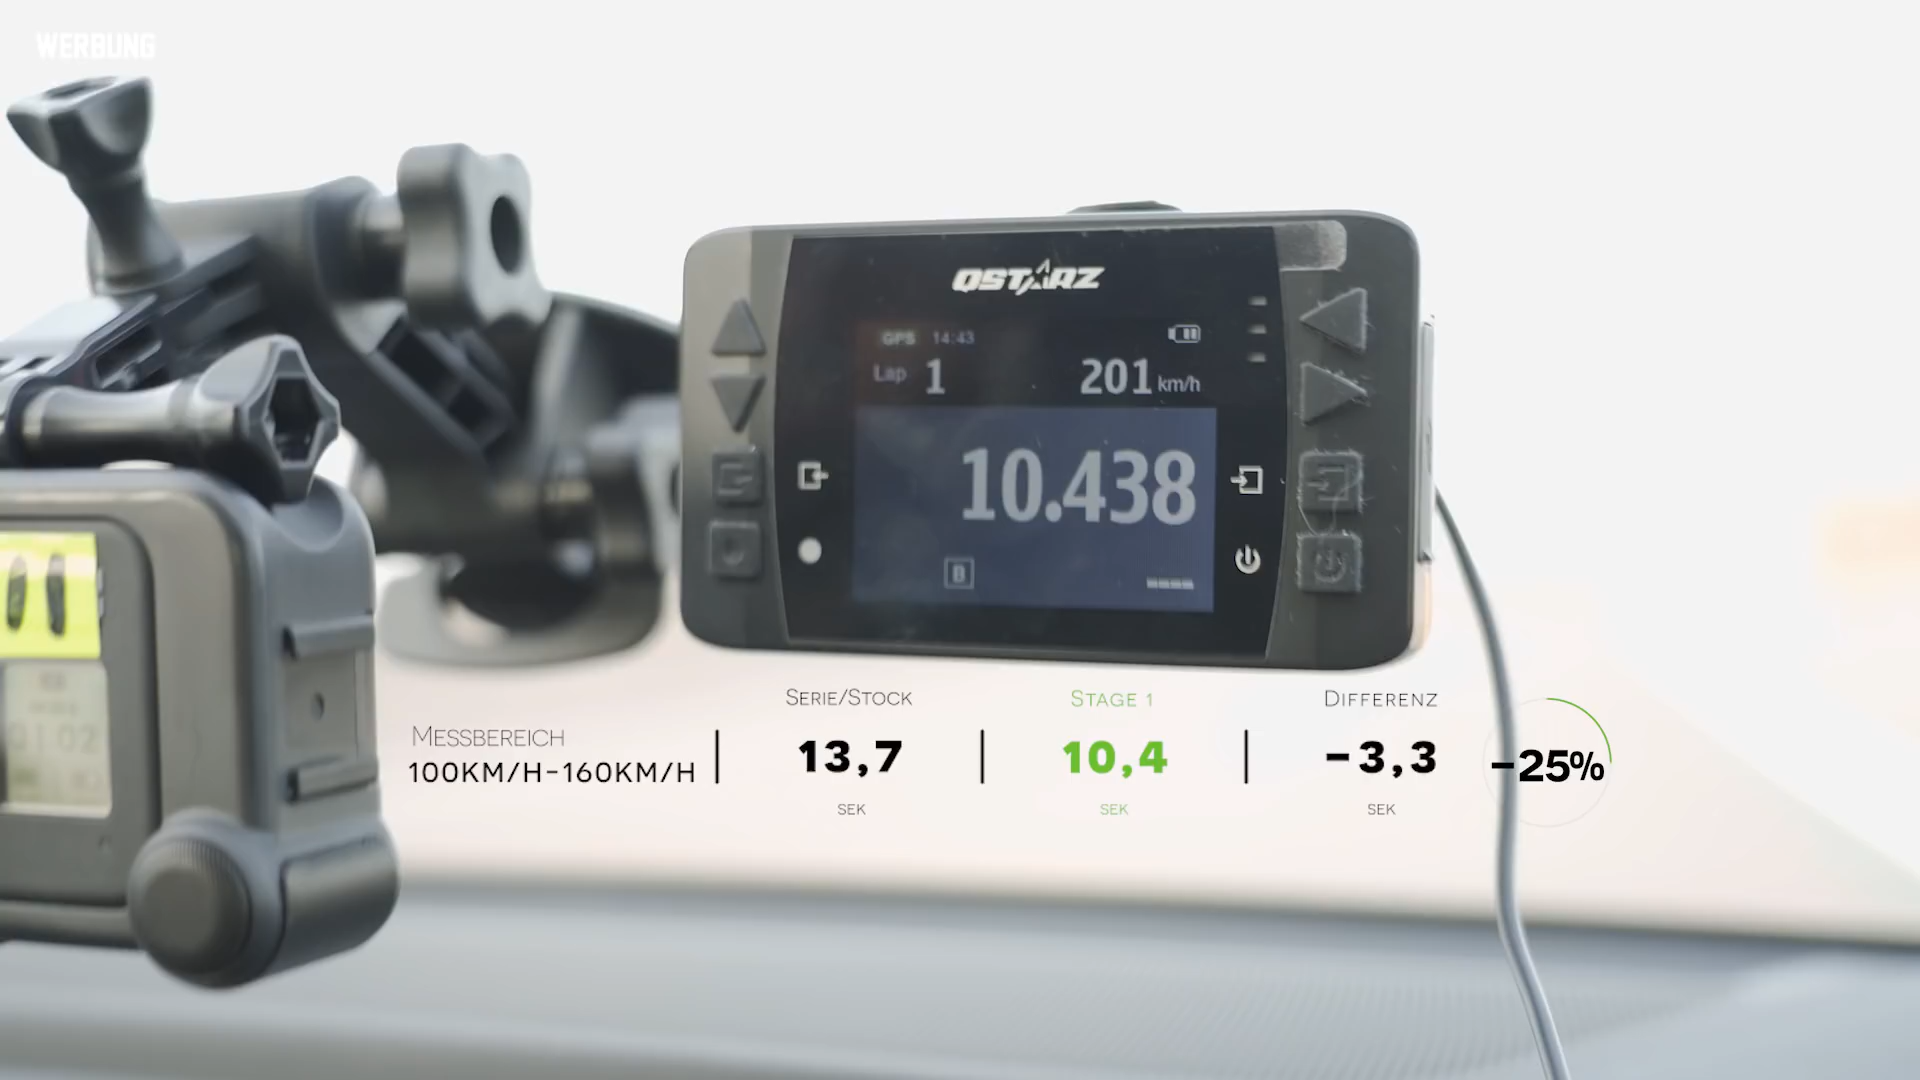 WERBUNG
QSTARZ
GPS 14:43
Lap 1 201 km/h
10.438
B
SERIE/STOCK STAGE 1 DIFFERENZ
MESSBEREICH
100KM/H-160KM/H 13,7 10,4 -3,3 -25%
SEK SEK SEK